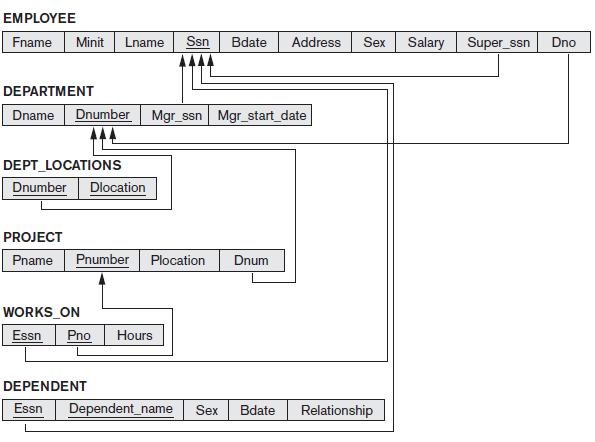 EMPLOYEE
Fname Minit Lname Ssn Bdate Address Sex Salary Super_ssn Dno
DEPARTMENT
Dname Dnumber Mgr_ssn Mgr_start_date
DEPT_LOCATIONS
Dnumber Dlocation
PROJECT
Pname Pnumber Plocation Dnum
WORKS_ON
Essn Pno Hours
DEPENDENT
Essn Dependent_name Sex Bdate Relationship